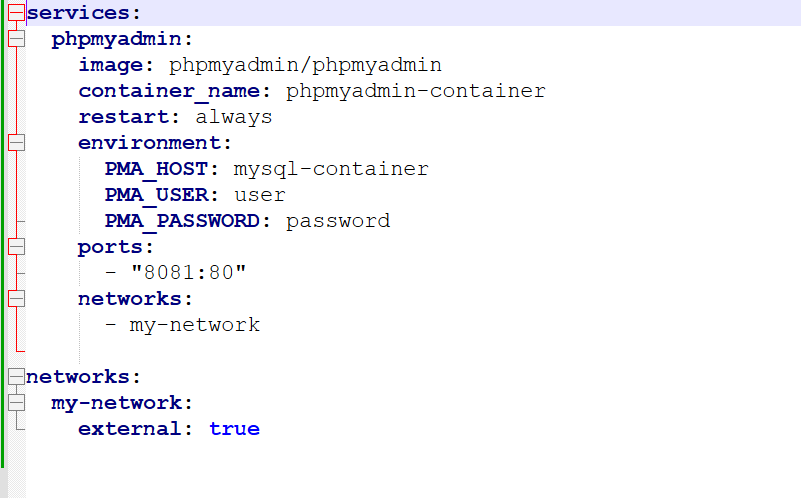 services:
phpmyadmin:
image: phpmyadmin/phpmyadmin
container_name: phpmyadmin-container
restart: always
environment:
PMA_HOST: mysql-container
PMA_USER: user
PMA_PASSWORD: password
ports:
- "8081:80"
networks:
- my-network
networks:
my-network:
external: true